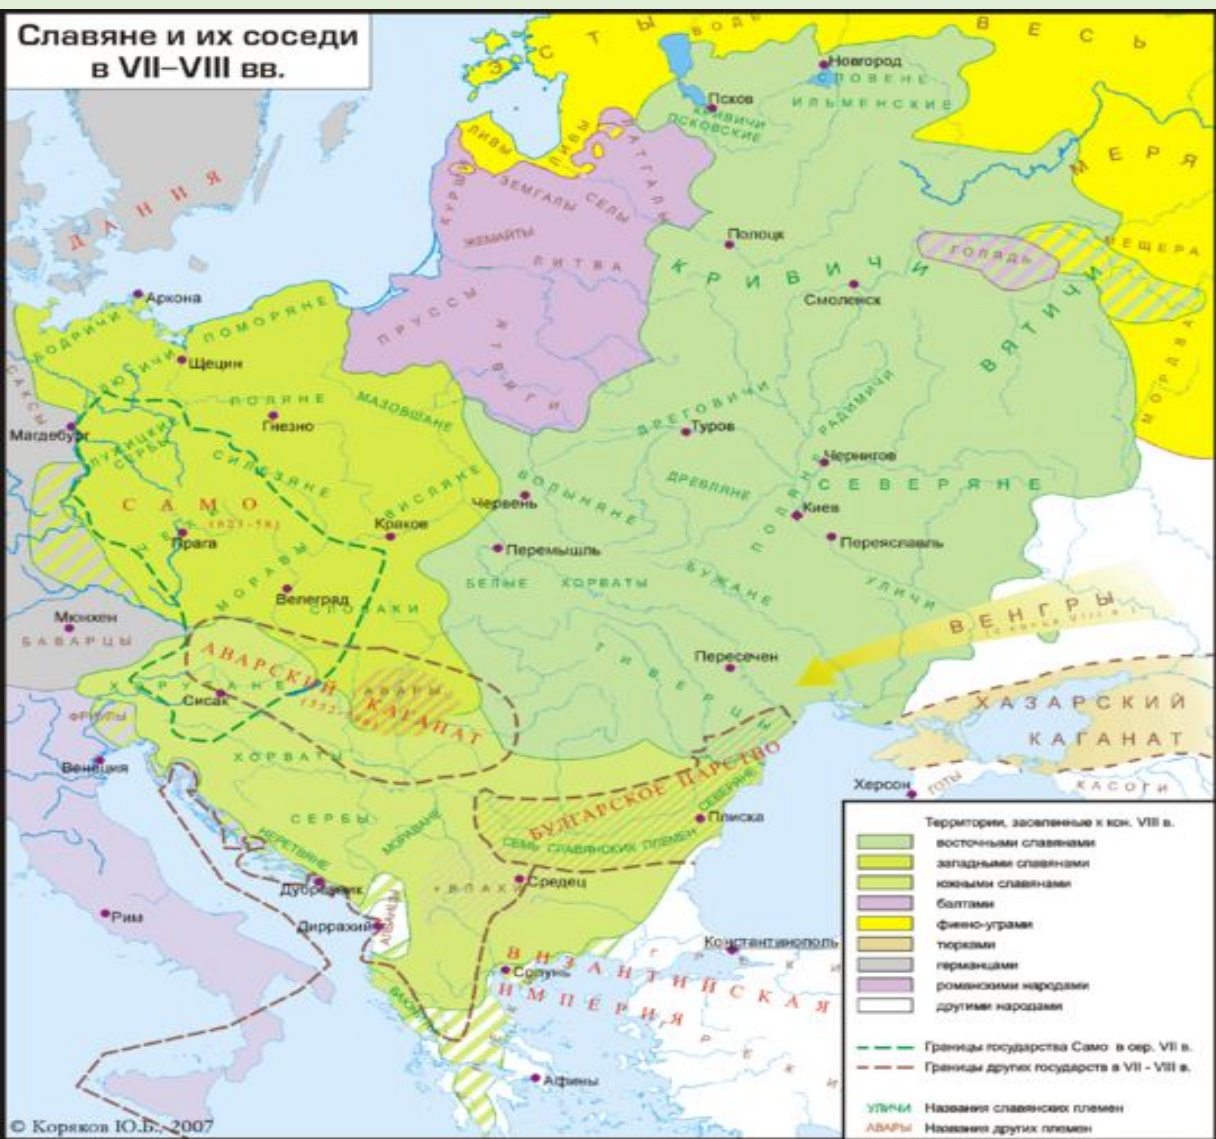 Славяне и их соседи
в VII–VIII вв.
ЭСТЫ
ВОДЬ
ВЕСЬ
Новгород
СЛОВЕНЕ
ИЛЬМЕНСКИЕ
Псков
КРИВИЧИ
ПСКОВСКИЕ
ЛИВЫ
ЛИВЫ
ЛАТГАЛЫ
МЕРЯ
КУРШИ
ЗЕМГАЛЫ
СЕЛЫ
ДАНИЯ
ЖЕМАЙТЫ
ЛИТВА
Полоцк
ГОЛЯДЬ
МЕЩЕРА
КРИВИЧИ
Смоленск
ВЯТИЧИ
Аркона
БОДРИЧИ
ПОМОРЯНЕ
ПРУССЫ
ЯТВЯГИ
МОРДВА
Щецин
ЛЮТИЧИ
САКСЫ
ПОЛЯНЕ
МАЗОВШАНЕ
Гнезно
ДРЕГОВИЧИ
РАДИМИЧИ
Туров
Магдебург
ЛУЖИЦКИЕ
СЕРБЫ
СИЛЕЗЯНЕ
ВИСЛЯНЕ
Чернигов
СЕВЕРЯНЕ
ДРЕВЛЯНЕ
САМО
Червень
ВОЛЫНЯНЕ
ПОЛЯНЕ
Киев
Краков
Прага
Перемышль
Переяславль
МОРАВЫ
БЕЛЫЕ ХОРВАТЫ
БУЖАНЕ
УЛИЧИ
Велеград
СЛОВАКИ
ВЕНГРЫ
Мюнхен
БАВАРЦЫ
АВАРСКИЙ
КАГАНАТ
АВАРЫ
ТИВЕРЦЫ
Пересечен
ХОРУТАНЕ
Сисак
ФРИУЛЫ
ХАЗАРСКИЙ
КАГАНАТ
Венеция
ХОРВАТЫ
БУЛГАРСКОЕ ЦАРСТВО
СЕВЕРЯНЕ
Херсон
ГОТЫ
КАСОГИ
СЕРБЫ
МОРАВАНЕ
СЕМЬ СЛАВЯНСКИХ ПЛЕМЕН
Плиска
НЕРЕТВЯНЕ
Дубровник
ВЛАХИ
Средец
АЛБАНЦЫ
Рим
Диррахий
Константинополь
ГРЕКИ
ВИЗАНТИЙСКАЯ
ИМПЕРИЯ
Солунь
ГРЕКИ
Афины
Территории, заселенные к кон. VIII в.
восточными славянами
западными славянами
южными славянами
балтами
финно-уграми
тюрками
германцами
романскими народами
другими народами
Границы государства Само в сер. VII в.
Границы других государств в VII - VIII в.
УЛИЧИ Названия славянских племен
АВАРЫ Названия других племен
© Коряков Ю.Б., 2007